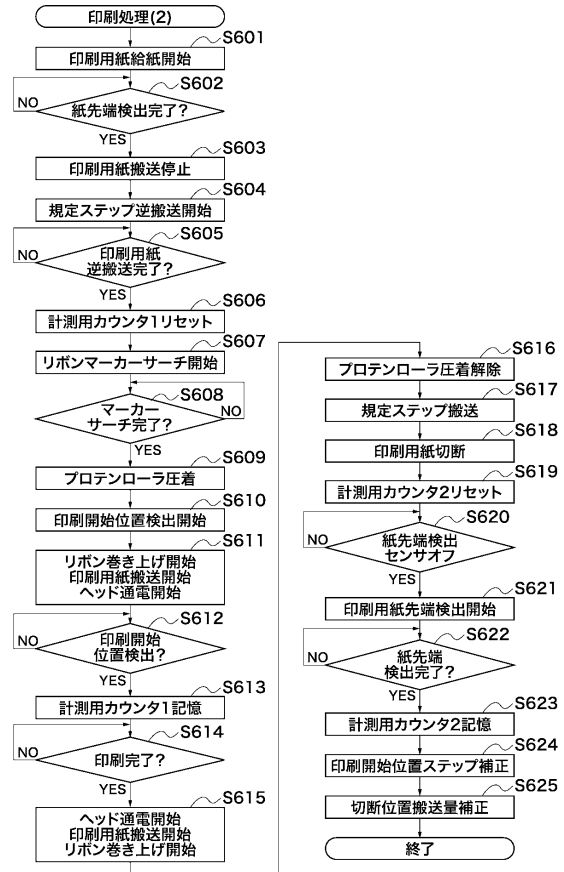 印刷処理(2)
S601
印刷用紙給紙開始
S602
紙先端検出完了?
NO
YES
S603
印刷用紙搬送停止
S604
規定ステップ逆搬送開始
S605
印刷用紙
逆搬送完了?
NO
YES
S606
計測用カウンタ1リセット
S607
リボンマーカーサーチ開始
S608
マーカー
サーチ完了?
NO
YES
S609
プロテンローラ圧着
S610
印刷開始位置検出開始
S611
リボン巻き上げ開始
印刷用紙搬送開始
ヘッド通電開始
S612
印刷開始
位置検出?
NO
YES
S613
計測用カウンタ1記憶
S614
印刷完了?
NO
YES
S615
ヘッド通電開始
印刷用紙搬送開始
リボン巻き上げ開始
S616
プロテンローラ圧着解除
S617
規定ステップ搬送
S618
印刷用紙切断
S619
計測用カウンタ2リセット
S620
紙先端検出
センサオフ
NO
YES
S621
印刷用紙先端検出開始
S622
紙先端
検出完了?
NO
YES
S623
計測用カウンタ2記憶
S624
印刷開始位置ステップ補正
S625
切断位置搬送量補正
終了